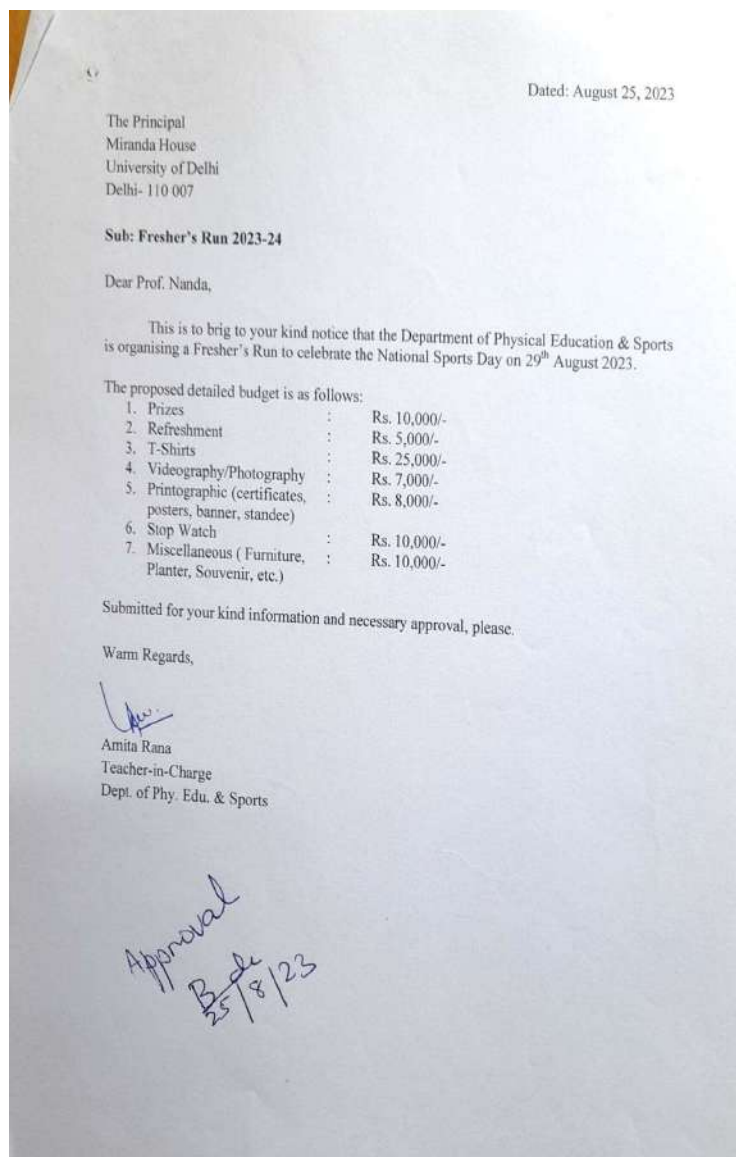 Dated: August 25, 2023
The Principal
Miranda House
University of Delhi
Delhi- 110 007
Sub: Fresher's Run 2023-24
Dear Prof. Nanda,
This is to brig to your kind notice that the Department of Physical Education & Sports
is organising a Fresher's Run to celebrate the National Sports Day on 29th August 2023.
The proposed detailed budget is as follows:
1. Prizes : Rs. 10,000/-
2. Refreshment : Rs. 5,000/-
3. T-Shirts : Rs. 25,000/-
4. Videography/Photography : Rs. 7,000/-
5. Printographic (certificates, : Rs. 8,000/-
posters, banner, standee)
6. Stop Watch : Rs. 10,000/-
7. Miscellaneous ( Furniture, : Rs. 10,000/-
Planter, Souvenir, etc.)
Submitted for your kind information and necessary approval, please.
Warm Regards,
Amita Rana
Teacher-in-Charge
Dept. of Phy. Edu. & Sports
Approval
25/8/23